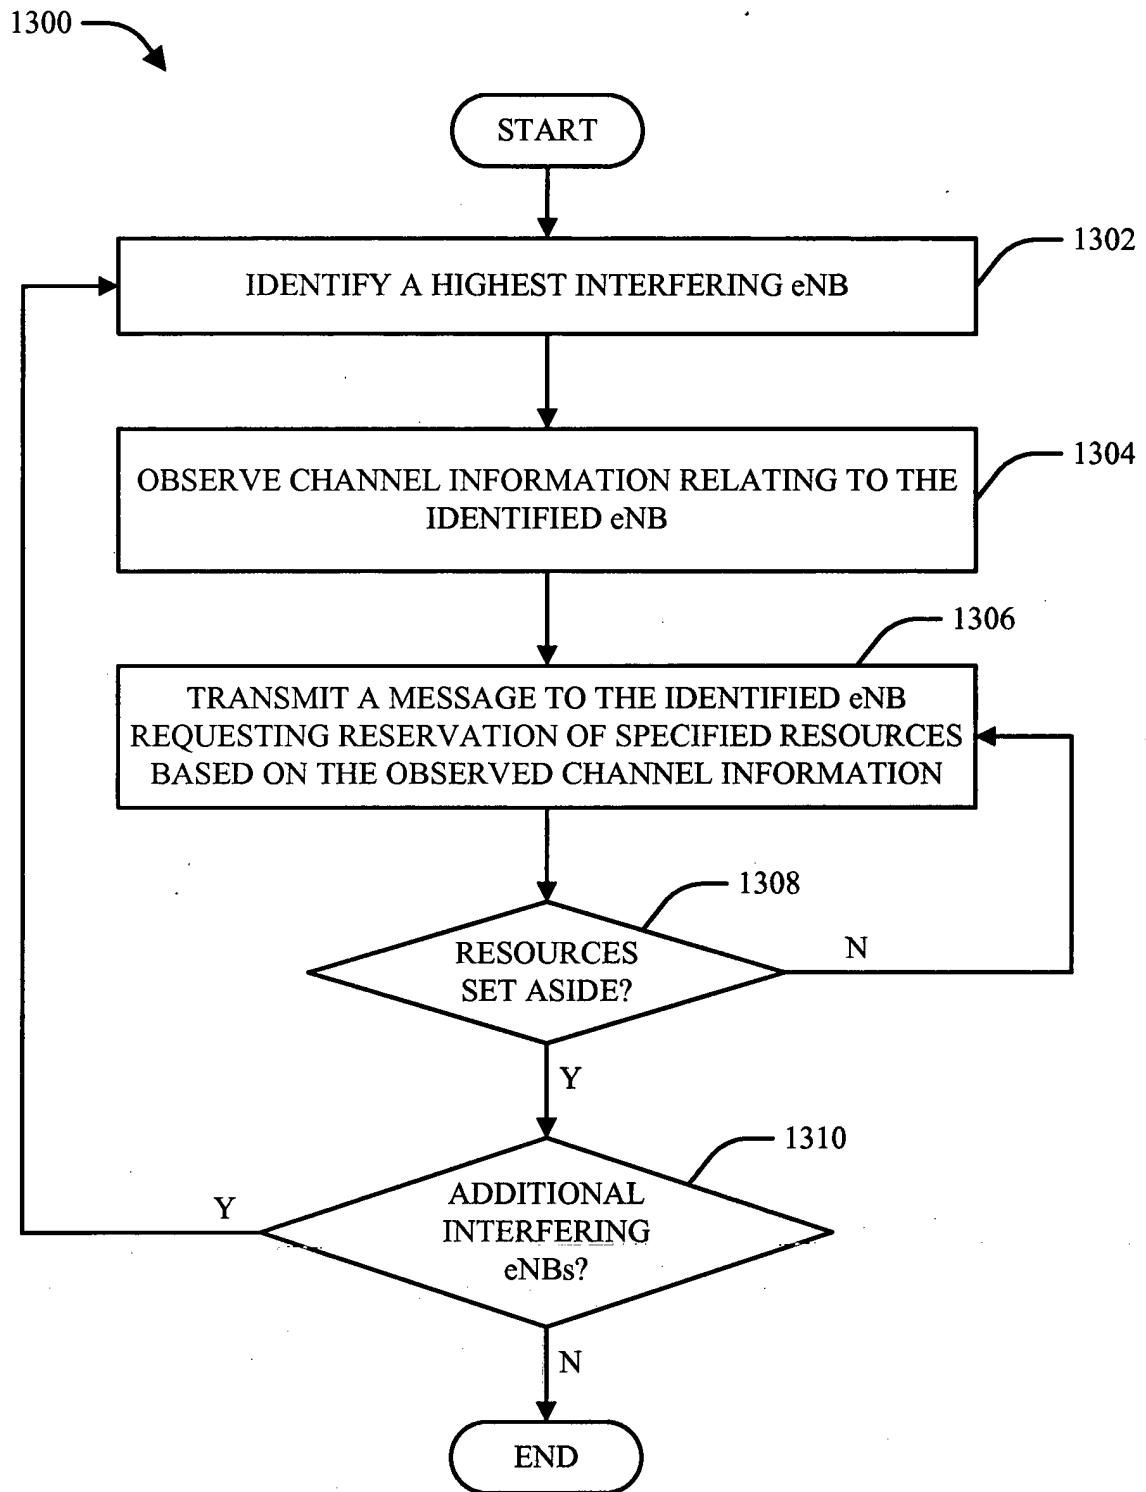 1300
START
IDENTIFY A HIGHEST INTERFERING eNB
1302
OBSERVE CHANNEL INFORMATION RELATING TO THE
IDENTIFIED eNB
1304
1306
TRANSMIT A MESSAGE TO THE IDENTIFIED eNB
REQUESTING RESERVATION OF SPECIFIED RESOURCES
BASED ON THE OBSERVED CHANNEL INFORMATION
1308
RESOURCES
SET ASIDE?
N
Y
1310
ADDITIONAL
INTERFERING
eNBs?
Y
N
END